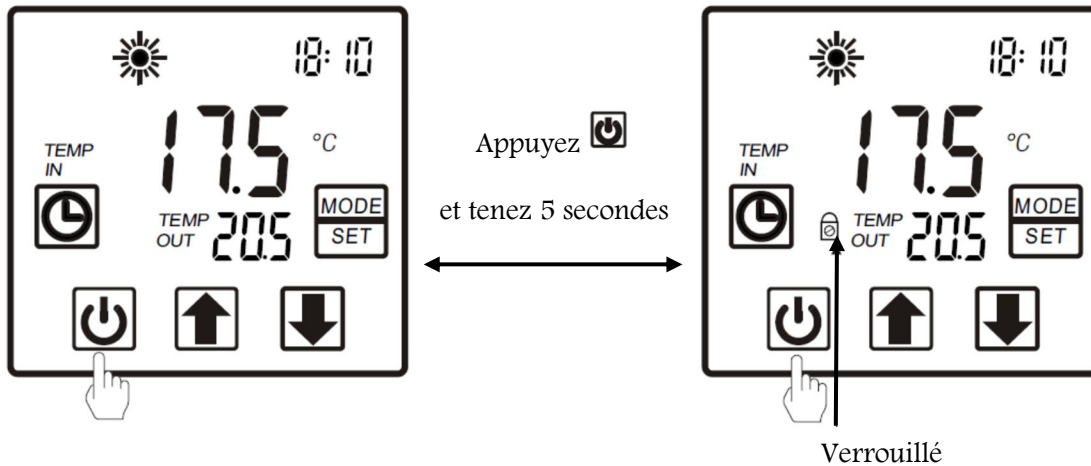 18:10
17.5 °C
TEMP
IN
MODE
SET
TEMP
OUT
20.5
Appuyez
et tenez 5 secondes
18:10
17.5 °C
TEMP
IN
MODE
SET
TEMP
OUT
20.5
Verrouillé